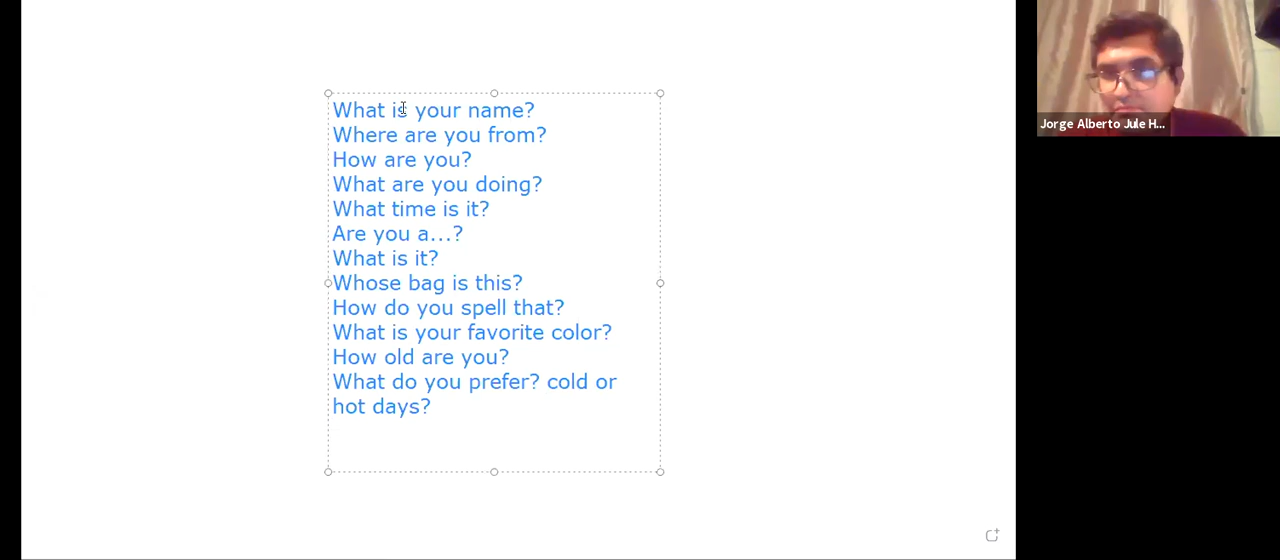 What is your name?
Where are you from?
How are you?
What are you doing?
What time is it?
Are you a...?
What is it?
Whose bag is this?
How do you spell that?
What is your favorite color?
How old are you?
What do you prefer? cold or
hot days?
Jorge Alberto Jule H...